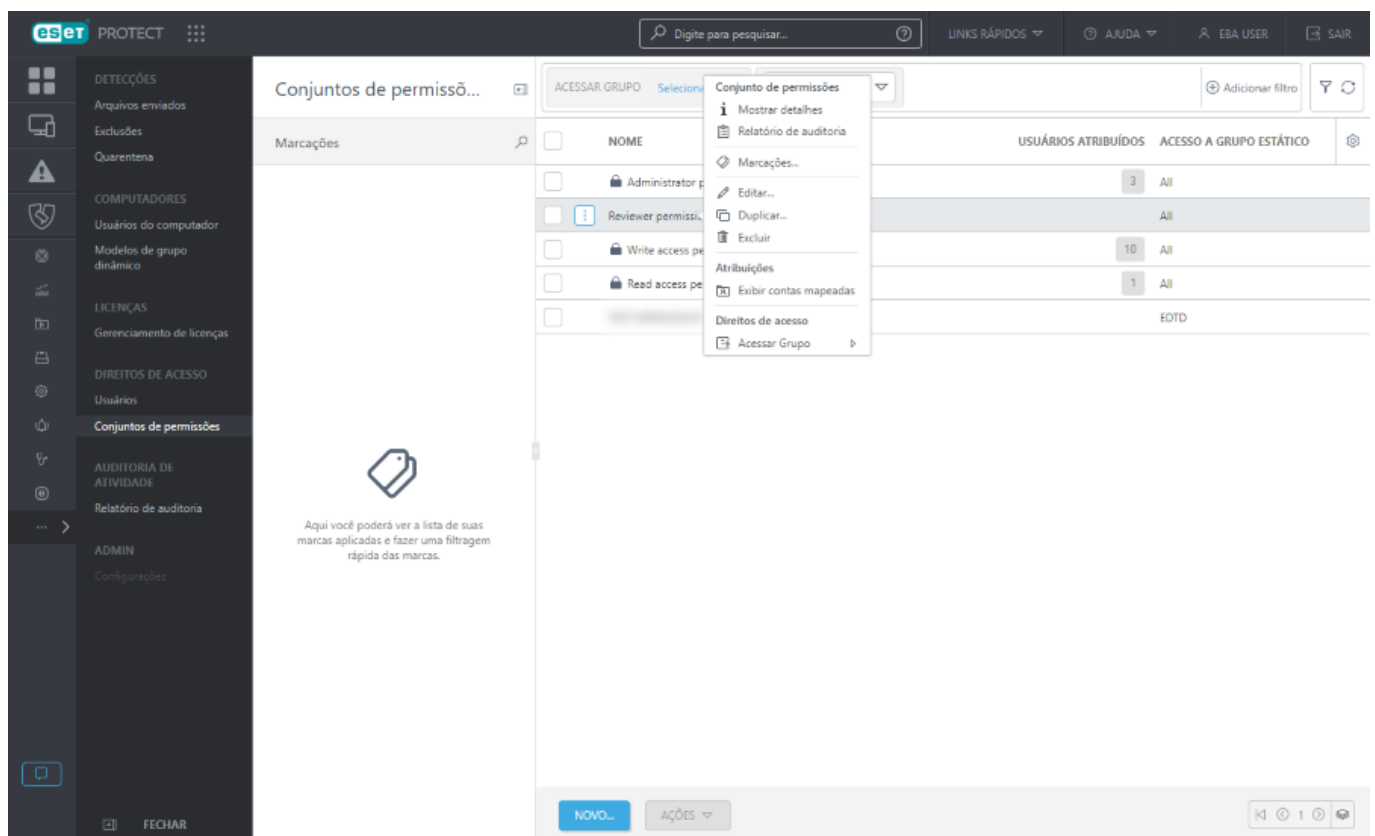 eset PROTECT
Digite para pesquisar...
LINKS RÁPIDOS
AJUDA
EBA USER
SAIR
DETECÇÕES
Arquivos enviados
Exclusões
Quarentena
COMPUTADORES
Usuários do computador
Modelos de grupo
dinâmico
LICENÇAS
Gerenciamento de licenças
DIREITOS DE ACESSO
Usuários
Conjuntos de permissões
AUDITORIA DE
ATIVIDADE
Relatório de auditoria
ADMIN
Configurações
FECHAR
Conjuntos de permissõ...
Marcações
Aqui você poderá ver a lista de suas
marcas aplicadas e fazer uma filtragem
rápida das marcas.
ACESSAR GRUPO
Adicionar filtro
NOME
USUÁRIOS ATRIBUÍDOS
ACESSO A GRUPO ESTÁTICO
Administrator
3
All
Reviewer
All
Write access
10
All
Read access
1
All
EDTD
Conjunto de permissões
Mostrar detalhes
Relatório de auditoria
Marcações...
Editar...
Duplicar...
Excluir
Atribuições
Exibir contas mapeadas
Direitos de acesso
Acessar Grupo
NOVO...
AÇÕES
1